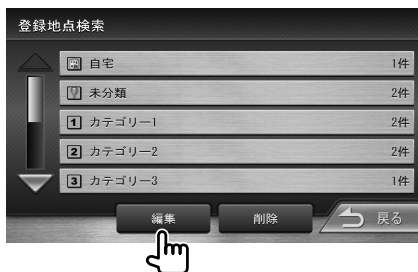 登録地点検索
自宅 1件
未分類 2件
1 カテゴリー1 2件
2 カテゴリー2 2件
3 カテゴリー3 1件
編集 削除 戻る